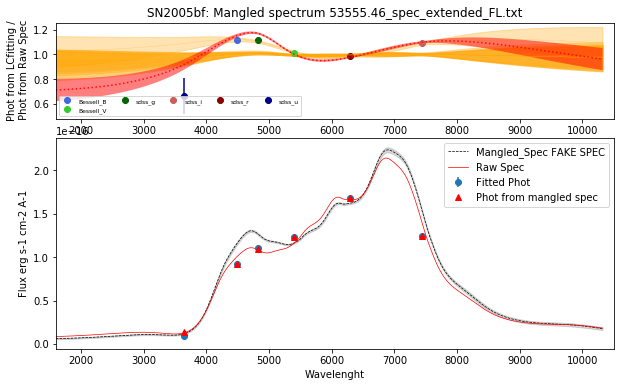 SN2005bf: Mangled spectrum 53555.46_spec_extended_FL.txt
Phot from LCfitting /
Phot from Raw Spec
1.2
1.0
0.8
0.6
Bessell_B sdss_g sdss_i sdss_r sdss_u
Bessell_V
2000 3000 4000 5000 6000 7000 8000 9000 10000
1e−16
Flux erg s-1 cm-2 A-1
2.0
1.5
1.0
0.5
0.0
Mangled_Spec FAKE SPEC
Raw Spec
Fitted Phot
Phot from mangled spec
2000 3000 4000 5000 6000 7000 8000 9000 10000
Wavelenght